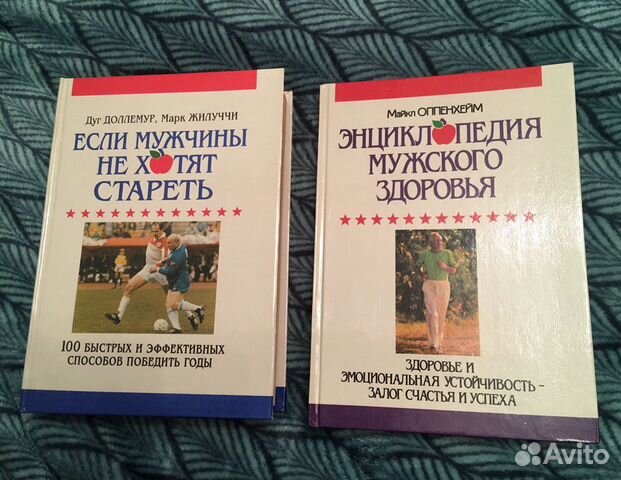 Дуг ДОЛЛЕМУР, Марк ЖИЛУЧЧИ
ЕСЛИ МУЖЧИНЫ
НЕ ХОТЯТ
СТАРЕТЬ
100 БЫСТРЫХ И ЭФФЕКТИВНЫХ
СПОСОБОВ ПОБЕДИТЬ ГОДЫ
Майкл ОППЕНХЕЙМ
ЭНЦИКЛОПЕДИЯ
МУЖСКОГО
ЗДОРОВЬЯ
ЗДОРОВЬЕ И
ЭМОЦИОНАЛЬНАЯ УСТОЙЧИВОСТЬ -
ЗАЛОГ СЧАСТЬЯ И УСПЕХА
Avito